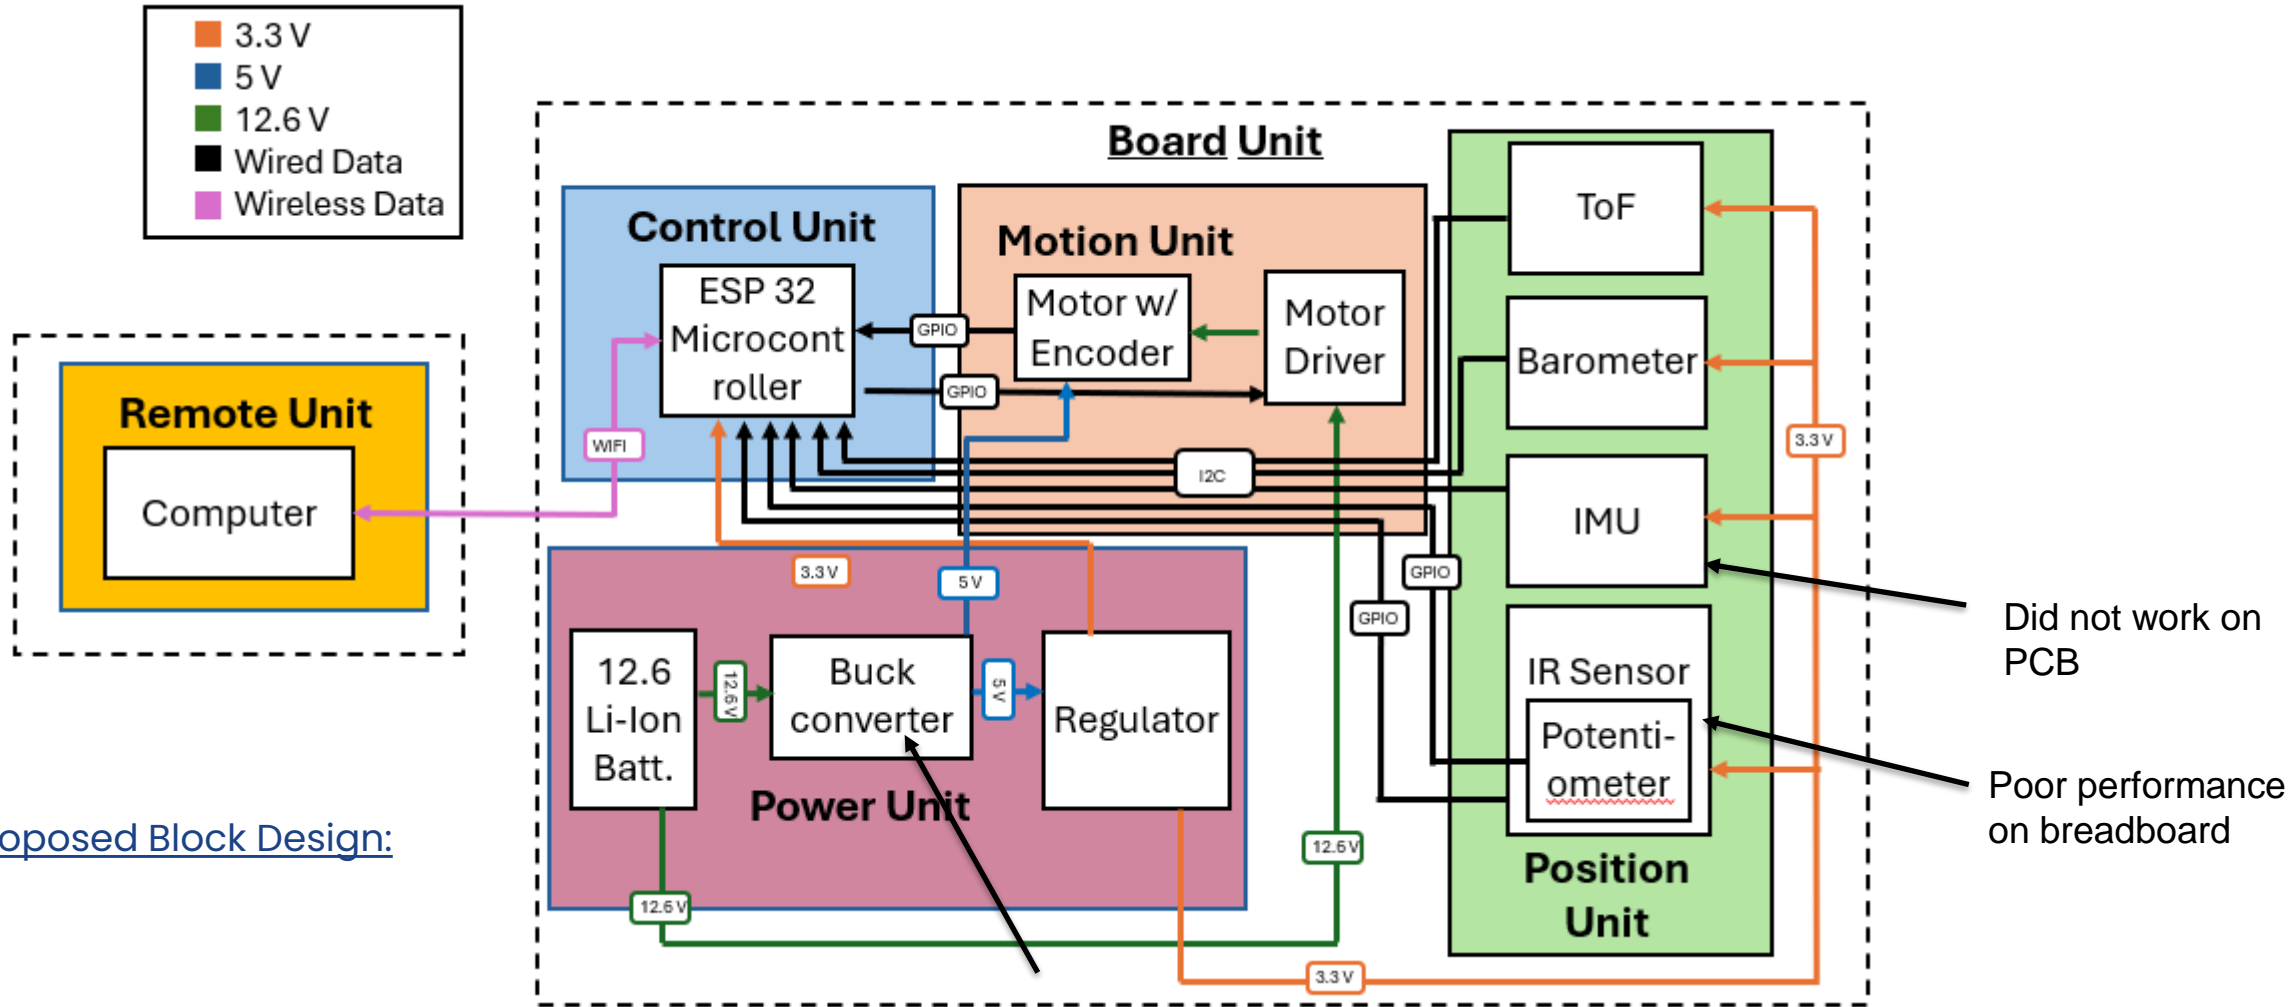 3.3 V
5 V
12.6 V
Wired Data
Wireless Data
Board Unit
Control Unit
ESP 32
Microcont
roller
Motion Unit
Motor w/
Encoder
Motor
Driver
GPIO
GPIO
ToF
Barometer
IMU
IR Sensor
Potenti-
ometer
Position
Unit
3.3 V
I2C
GPIO
GPIO
WIFI
Remote Unit
Computer
3.3 V
5 V
12.6
Li-Ion
Batt.
12.6 V
Buck
converter
5 V
Regulator
Power Unit
12.6 V
12.6 V
3.3 V
Did not work on
PCB
Poor performance
on breadboard
oposed Block Design: